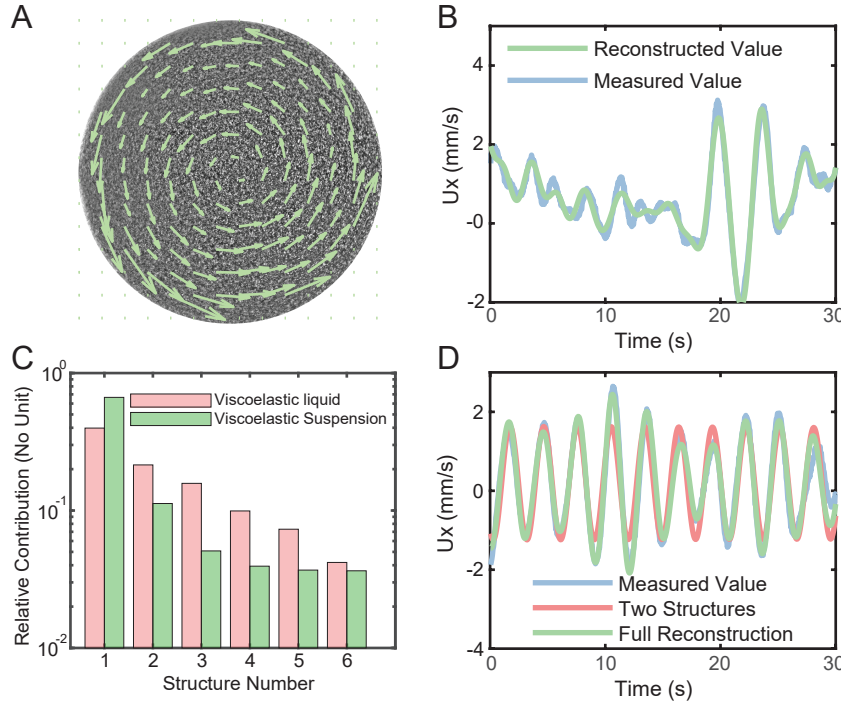 A
B
Reconstructed Value
Measured Value
4
2
-0
-2
Ux (mm/s)
0
10
20
30
Time (s)
C
10^0
10^-1
10^-2
Relative Contribution (No Unit)
Viscoelastic liquid
Viscoelastic Suspension
1
2
3
4
5
6
Structure Number
D
2
0
-2
-4
Ux (mm/s)
Measured Value
Two Structures
Full Reconstruction
0
10
20
30
Time (s)